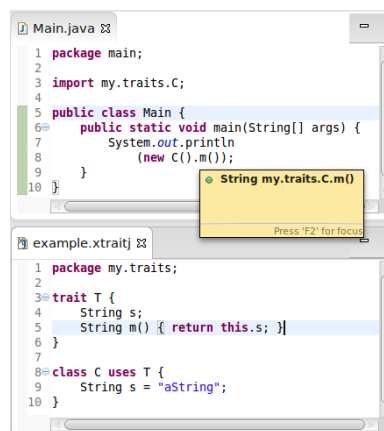 Main.java
1 package main;
2
3 import my.traits.C;
4
5 public class Main {
6 public static void main(String[] args) {
7 System.out.println
8 (new C().m());
9 }
10 }
String my.traits.C.m()
Press 'F2' for focus
example.xtraitj
1 package my.traits;
2
3 trait T {
4 String s;
5 String m() { return this.s; }
6 }
7
8 class C uses T {
9 String s = "aString";
10 }